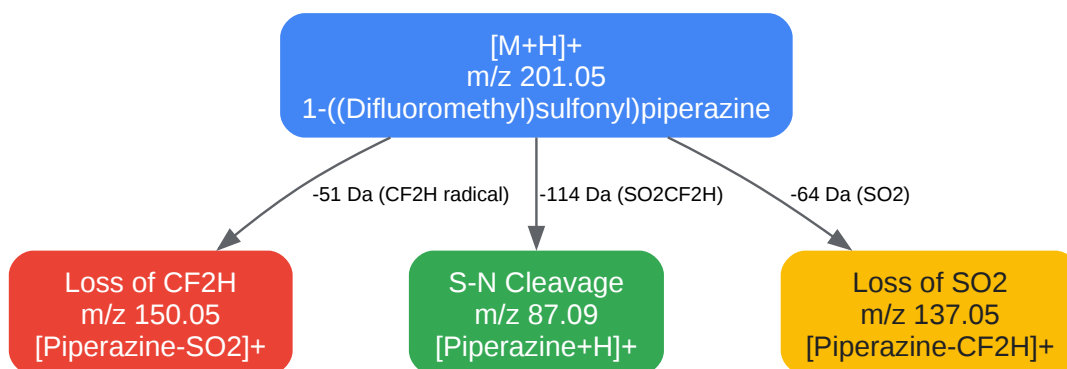 [M+H]+
m/z 201.05
1-((Difluoromethyl)sulfonyl)piperazine
-51 Da (CF2H radical)
-114 Da (SO2CF2H)
-64 Da (SO2)
Loss of CF2H
m/z 150.05
[Piperazine-SO2]+
S-N Cleavage
m/z 87.09
[Piperazine+H]+
Loss of SO2
m/z 137.05
[Piperazine-CF2H]+